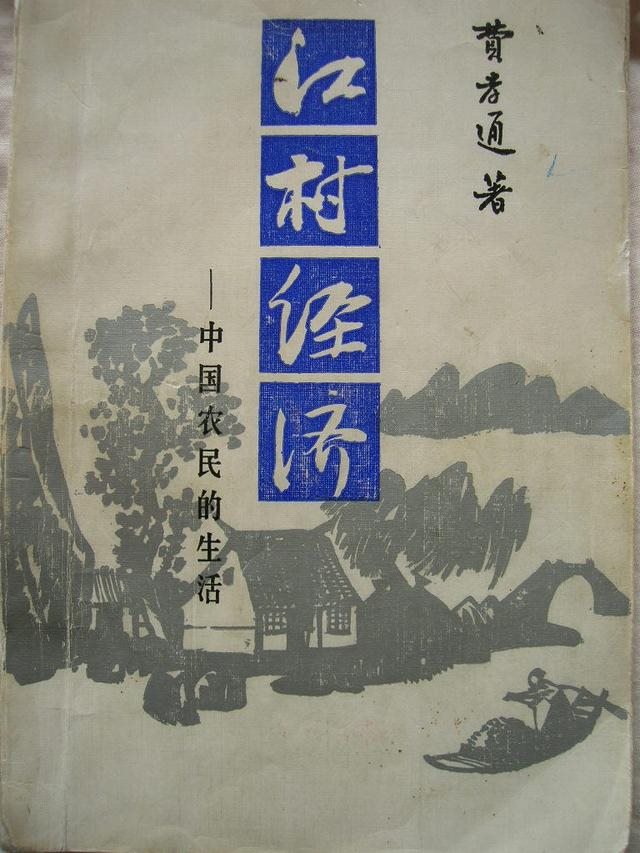 费孝通 著
江村经济
—中国农民的生活